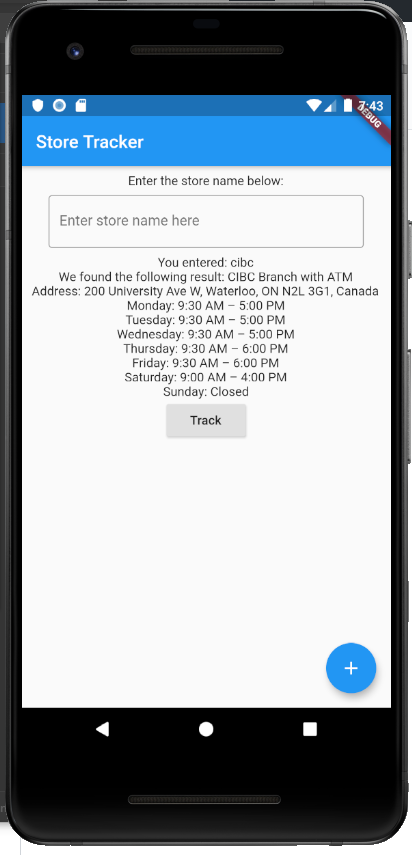 7:43
DEBUG
Store Tracker
Enter the store name below:
Enter store name here
You entered: cibc
We found the following result: CIBC Branch with ATM
Address: 200 University Ave W, Waterloo, ON N2L 3G1, Canada
Monday: 9:30 AM – 5:00 PM
Tuesday: 9:30 AM – 5:00 PM
Wednesday: 9:30 AM – 5:00 PM
Thursday: 9:30 AM – 6:00 PM
Friday: 9:30 AM – 6:00 PM
Saturday: 9:00 AM – 4:00 PM
Sunday: Closed
Track
+